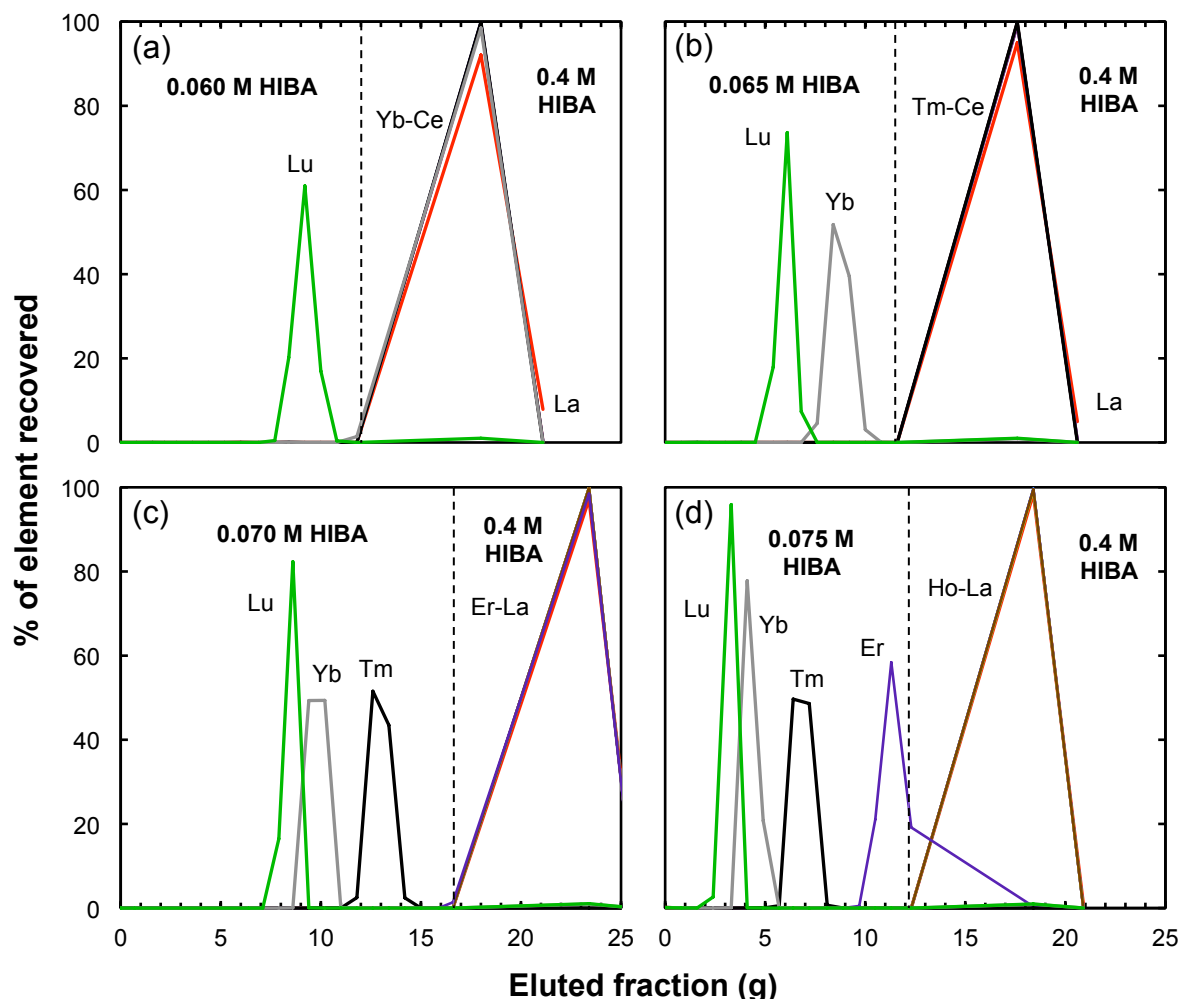 % of element recovered
(a)
0.060 M HIBA
0.4 M
HIBA
Yb-Ce
Lu
La
100
80
60
40
20
0
(b)
0.065 M HIBA
0.4 M
HIBA
Tm-Ce
Lu
Yb
La
(c)
0.070 M HIBA
0.4 M
HIBA
Er-La
Lu
Yb
Tm
100
80
60
40
20
0
0
5
10
15
20
25
(d)
0.075 M
HIBA
0.4 M
HIBA
Ho-La
Lu
Yb
Er
Tm
0
5
10
15
20
25
Eluted fraction (g)